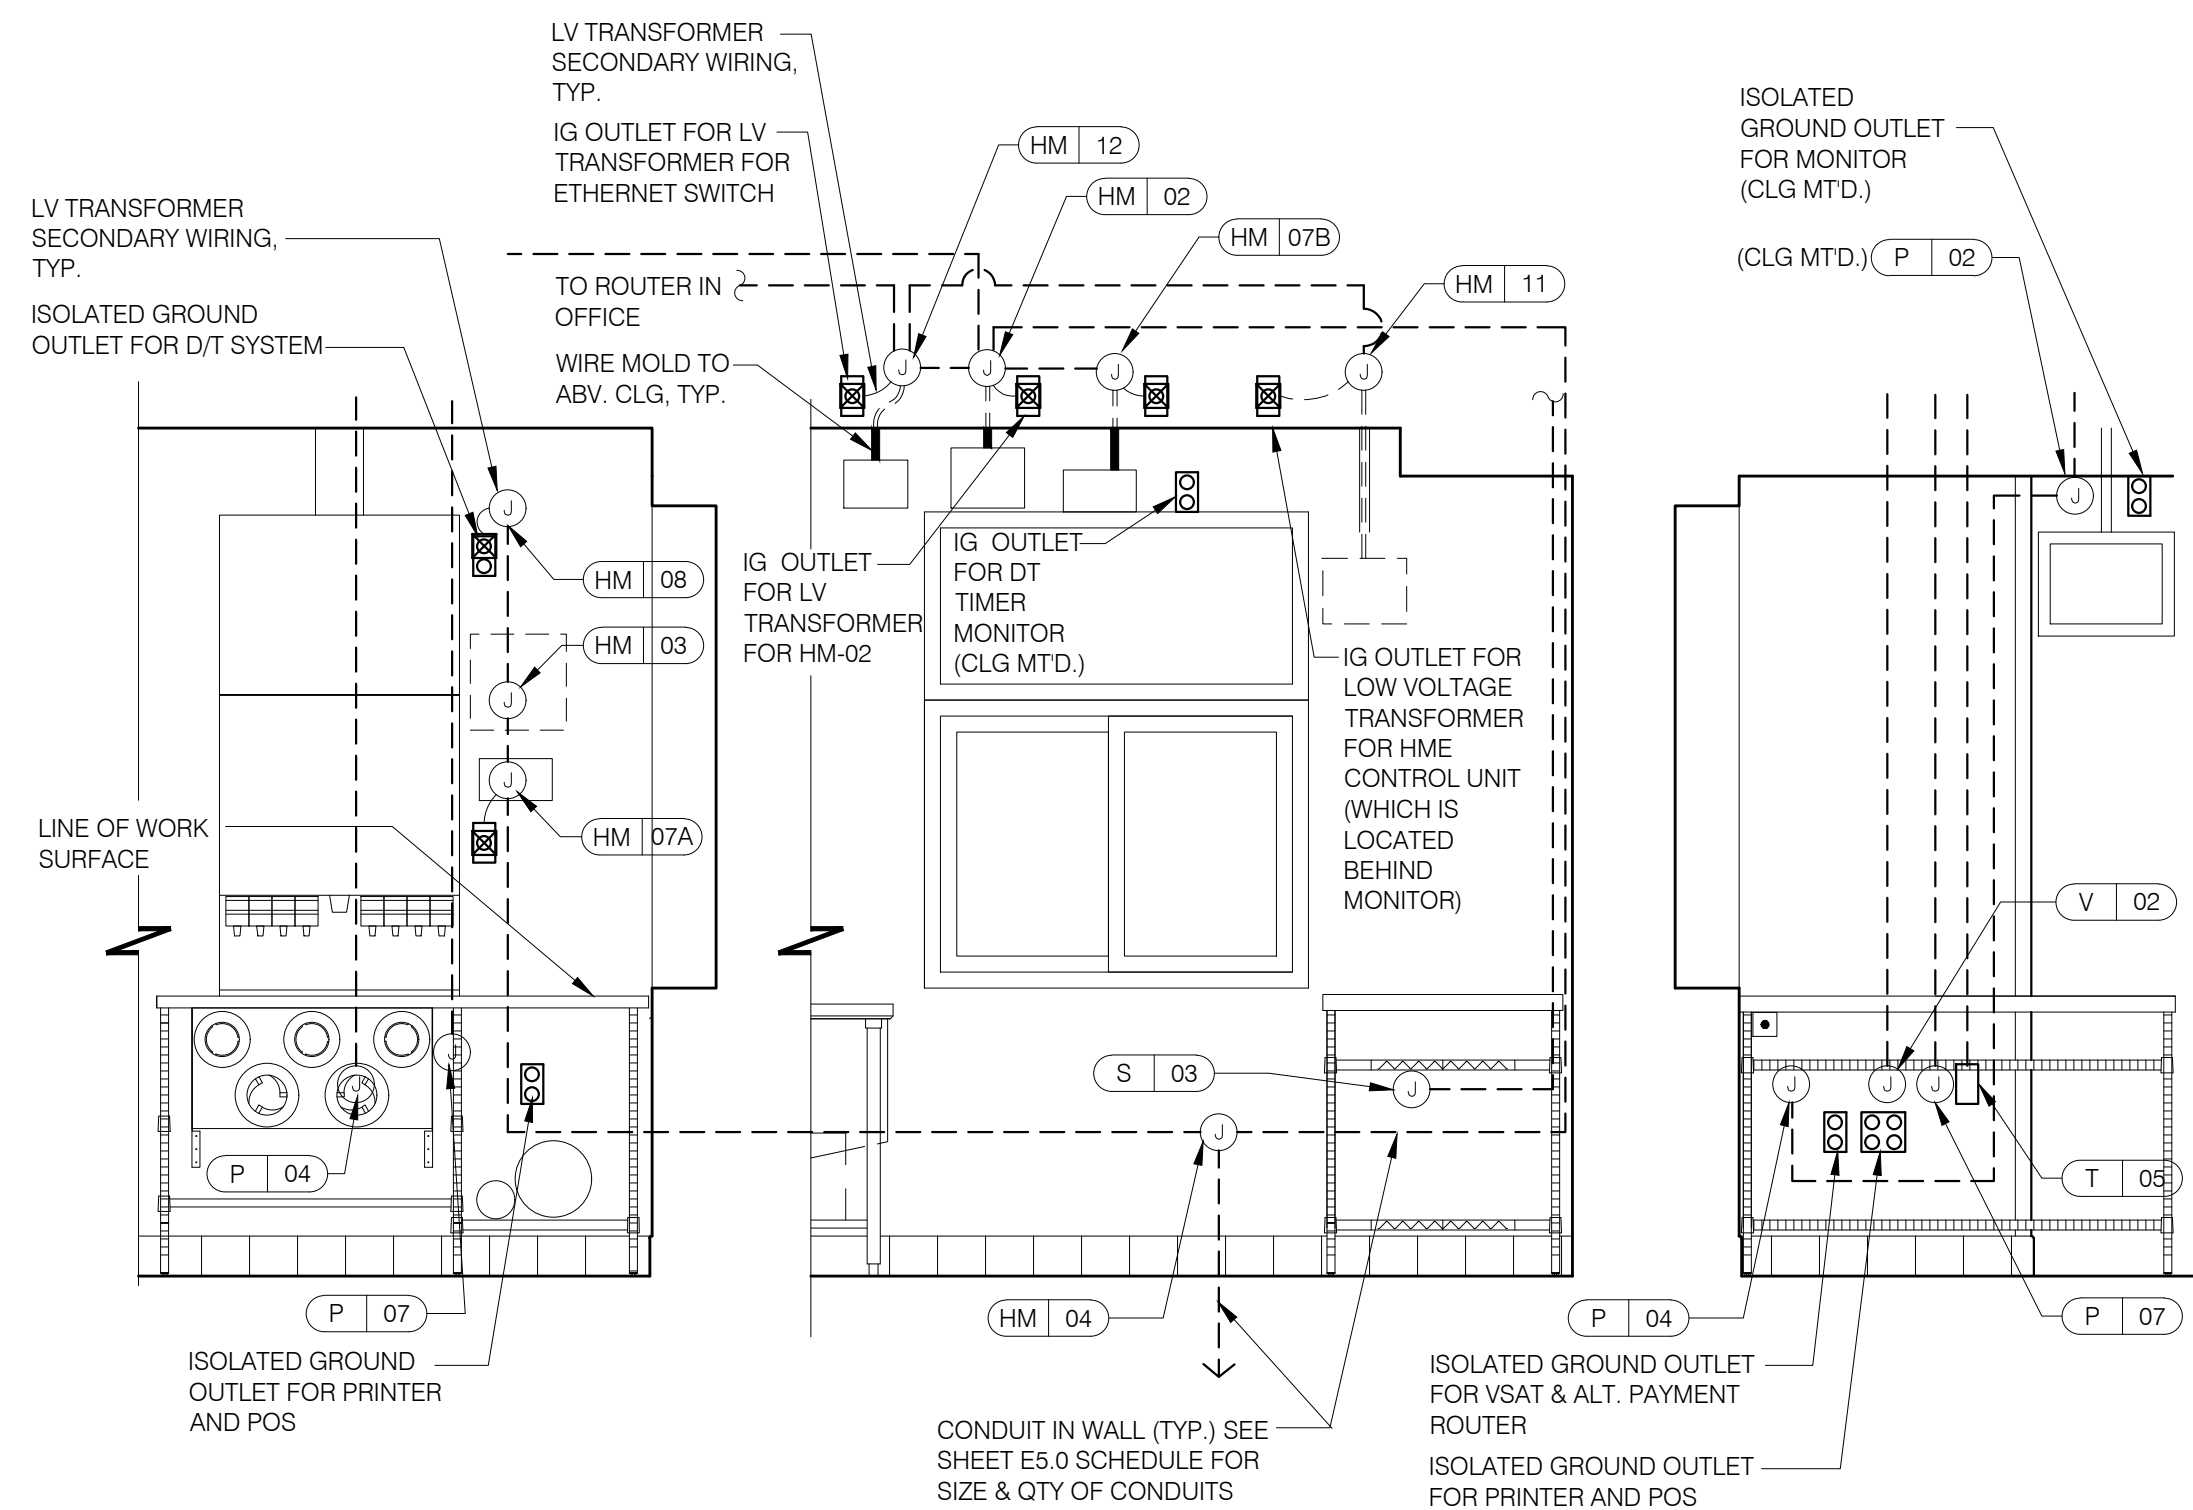 LV TRANSFORMER
SECONDARY WIRING,
TYP.
IG OUTLET FOR LV
TRANSFORMER FOR
ETHERNET SWITCH
TO ROUTER IN
OFFICE
WIRE MOLD TO
ABV. CLG, TYP.
LV TRANSFORMER
SECONDARY WIRING,
TYP.
ISOLATED GROUND
OUTLET FOR D/T SYSTEM
HM 12
HM 02
HM 07B
HM 11
ISOLATED
GROUND OUTLET
FOR MONITOR
(CLG MT'D.)
(CLG MT'D.) P 02
J
J
J
J
J
J
HM 08
HM 03
J
J
HM 07A
LINE OF WORK
SURFACE
IG OUTLET
FOR LV
TRANSFORMER
FOR HM-02
IG OUTLET
FOR DT
TIMER
MONITOR
(CLG MT'D.)
IG OUTLET FOR
LOW VOLTAGE
TRANSFORMER
FOR HME
CONTROL UNIT
(WHICH IS
LOCATED
BEHIND
MONITOR)
V 02
J
J
P 04
S 03
J
J
J
J
J
T 05
P 07
ISOLATED GROUND
OUTLET FOR PRINTER
AND POS
HM 04
CONDUIT IN WALL (TYP.) SEE
SHEET E5.0 SCHEDULE FOR
SIZE & QTY OF CONDUITS
P 04
P 07
ISOLATED GROUND OUTLET
FOR VSAT & ALT. PAYMENT
ROUTER
ISOLATED GROUND OUTLET
FOR PRINTER AND POS